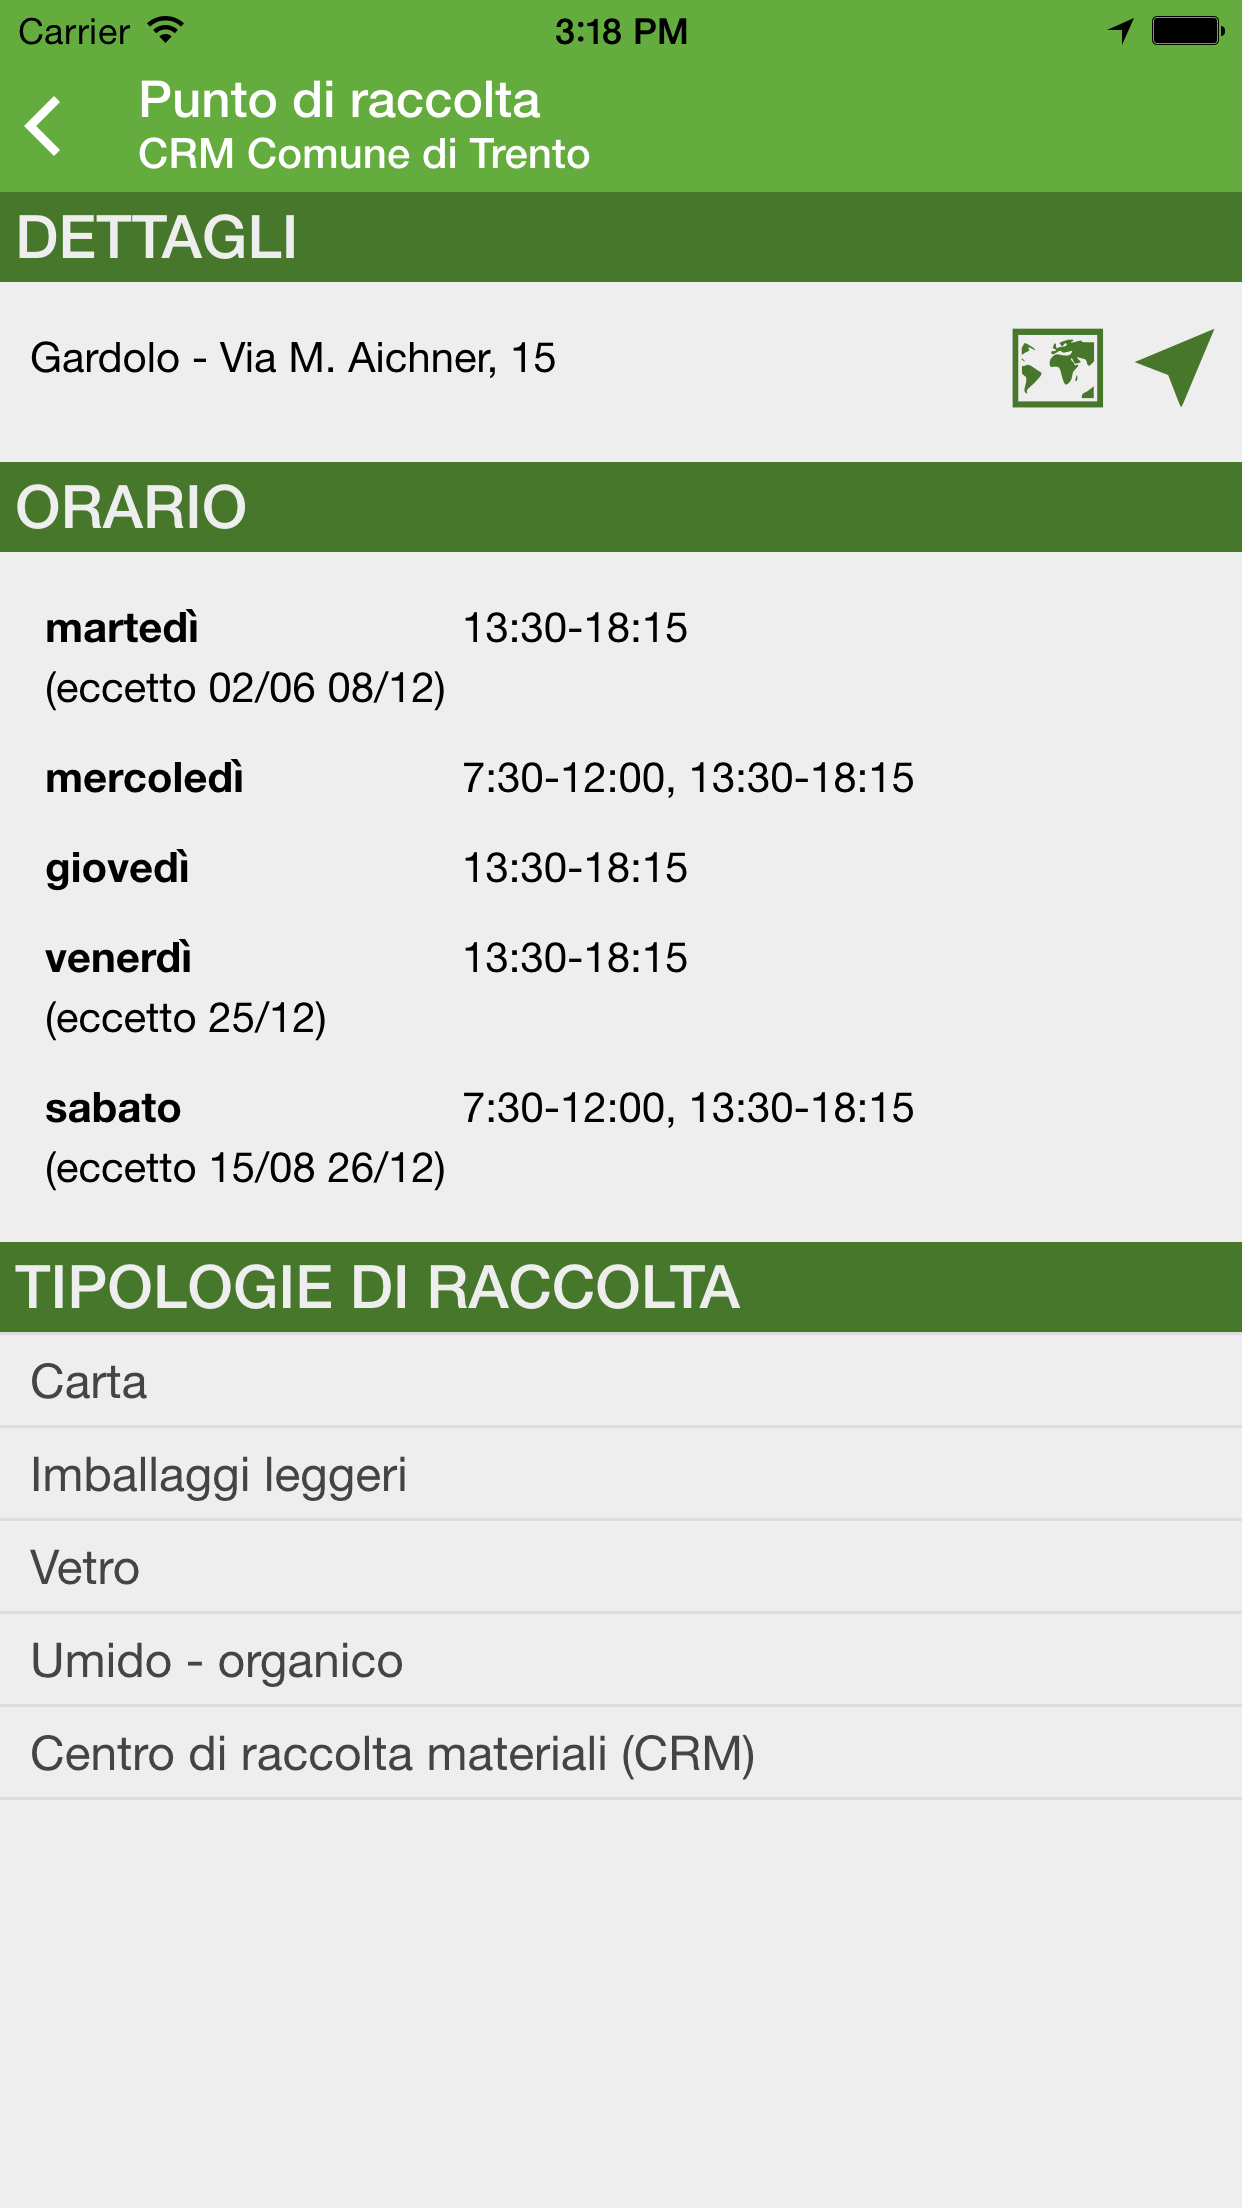 Carrier 3:18 PM
Punto di raccolta
CRM Comune di Trento
DETTAGLI
Gardolo - Via M. Aichner, 15
ORARIO
martedì 13:30-18:15
(eccetto 02/06 08/12)
mercoledì 7:30-12:00, 13:30-18:15
giovedì 13:30-18:15
venerdì 13:30-18:15
(eccetto 25/12)
sabato 7:30-12:00, 13:30-18:15
(eccetto 15/08 26/12)
TIPOLOGIE DI RACCOLTA
Carta
Imballaggi leggeri
Vetro
Umido - organico
Centro di raccolta materiali (CRM)